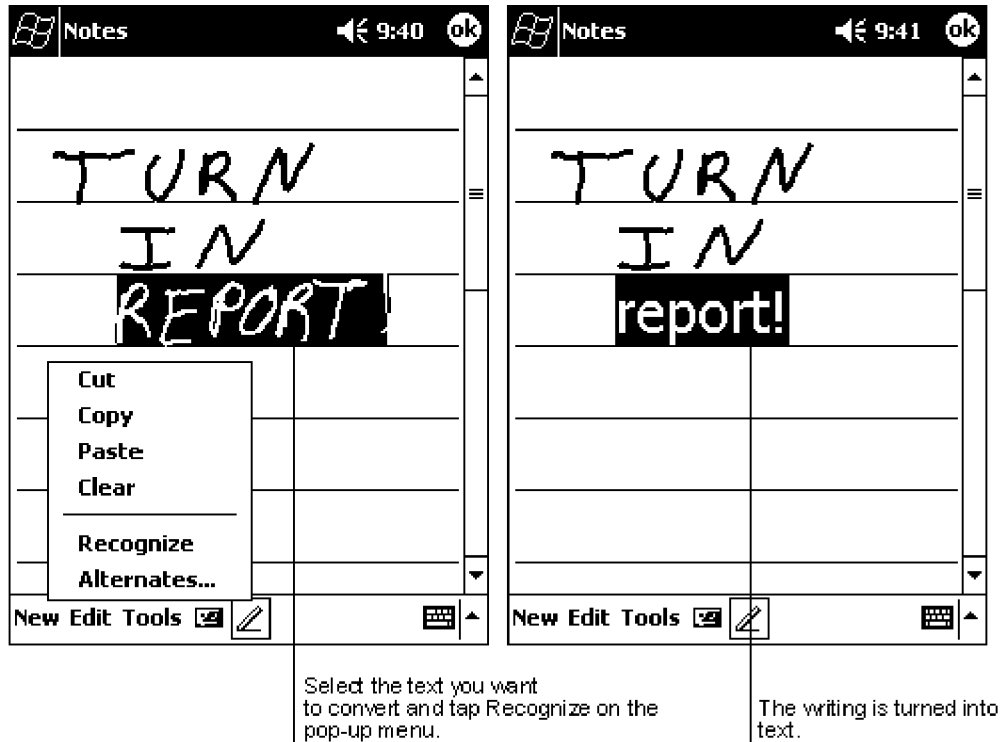 Notes 9:40 ok
TURN
IN
REPORT!
Cut
Copy
Paste
Clear
Recognize
Alternates...
New Edit Tools
Notes 9:41 ok
TURN
IN
report!
New Edit Tools
Select the text you want
to convert and tap Recognize on the
pop-up menu.
The writing is turned into
text.